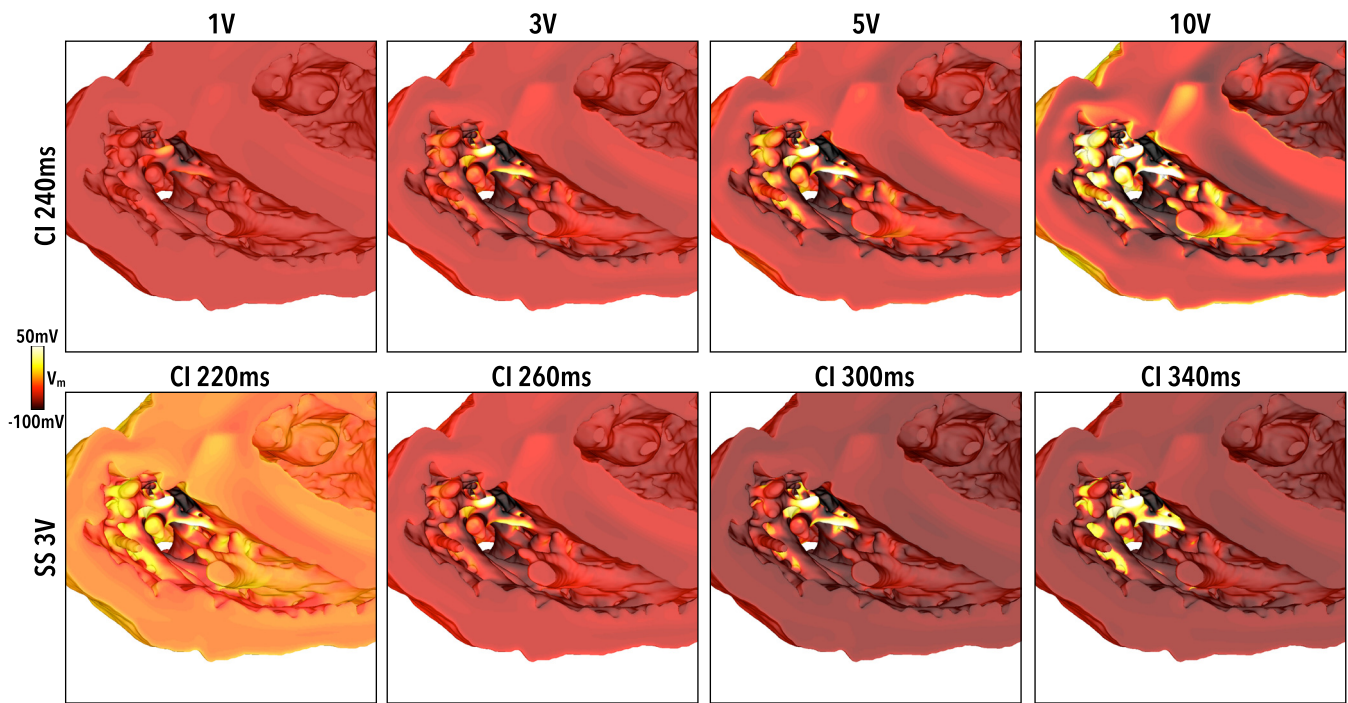 1V
3V
5V
10V
CI 240ms
50mV
Vm
-100mV
CI 220ms
CI 260ms
CI 300ms
CI 340ms
SS 3V